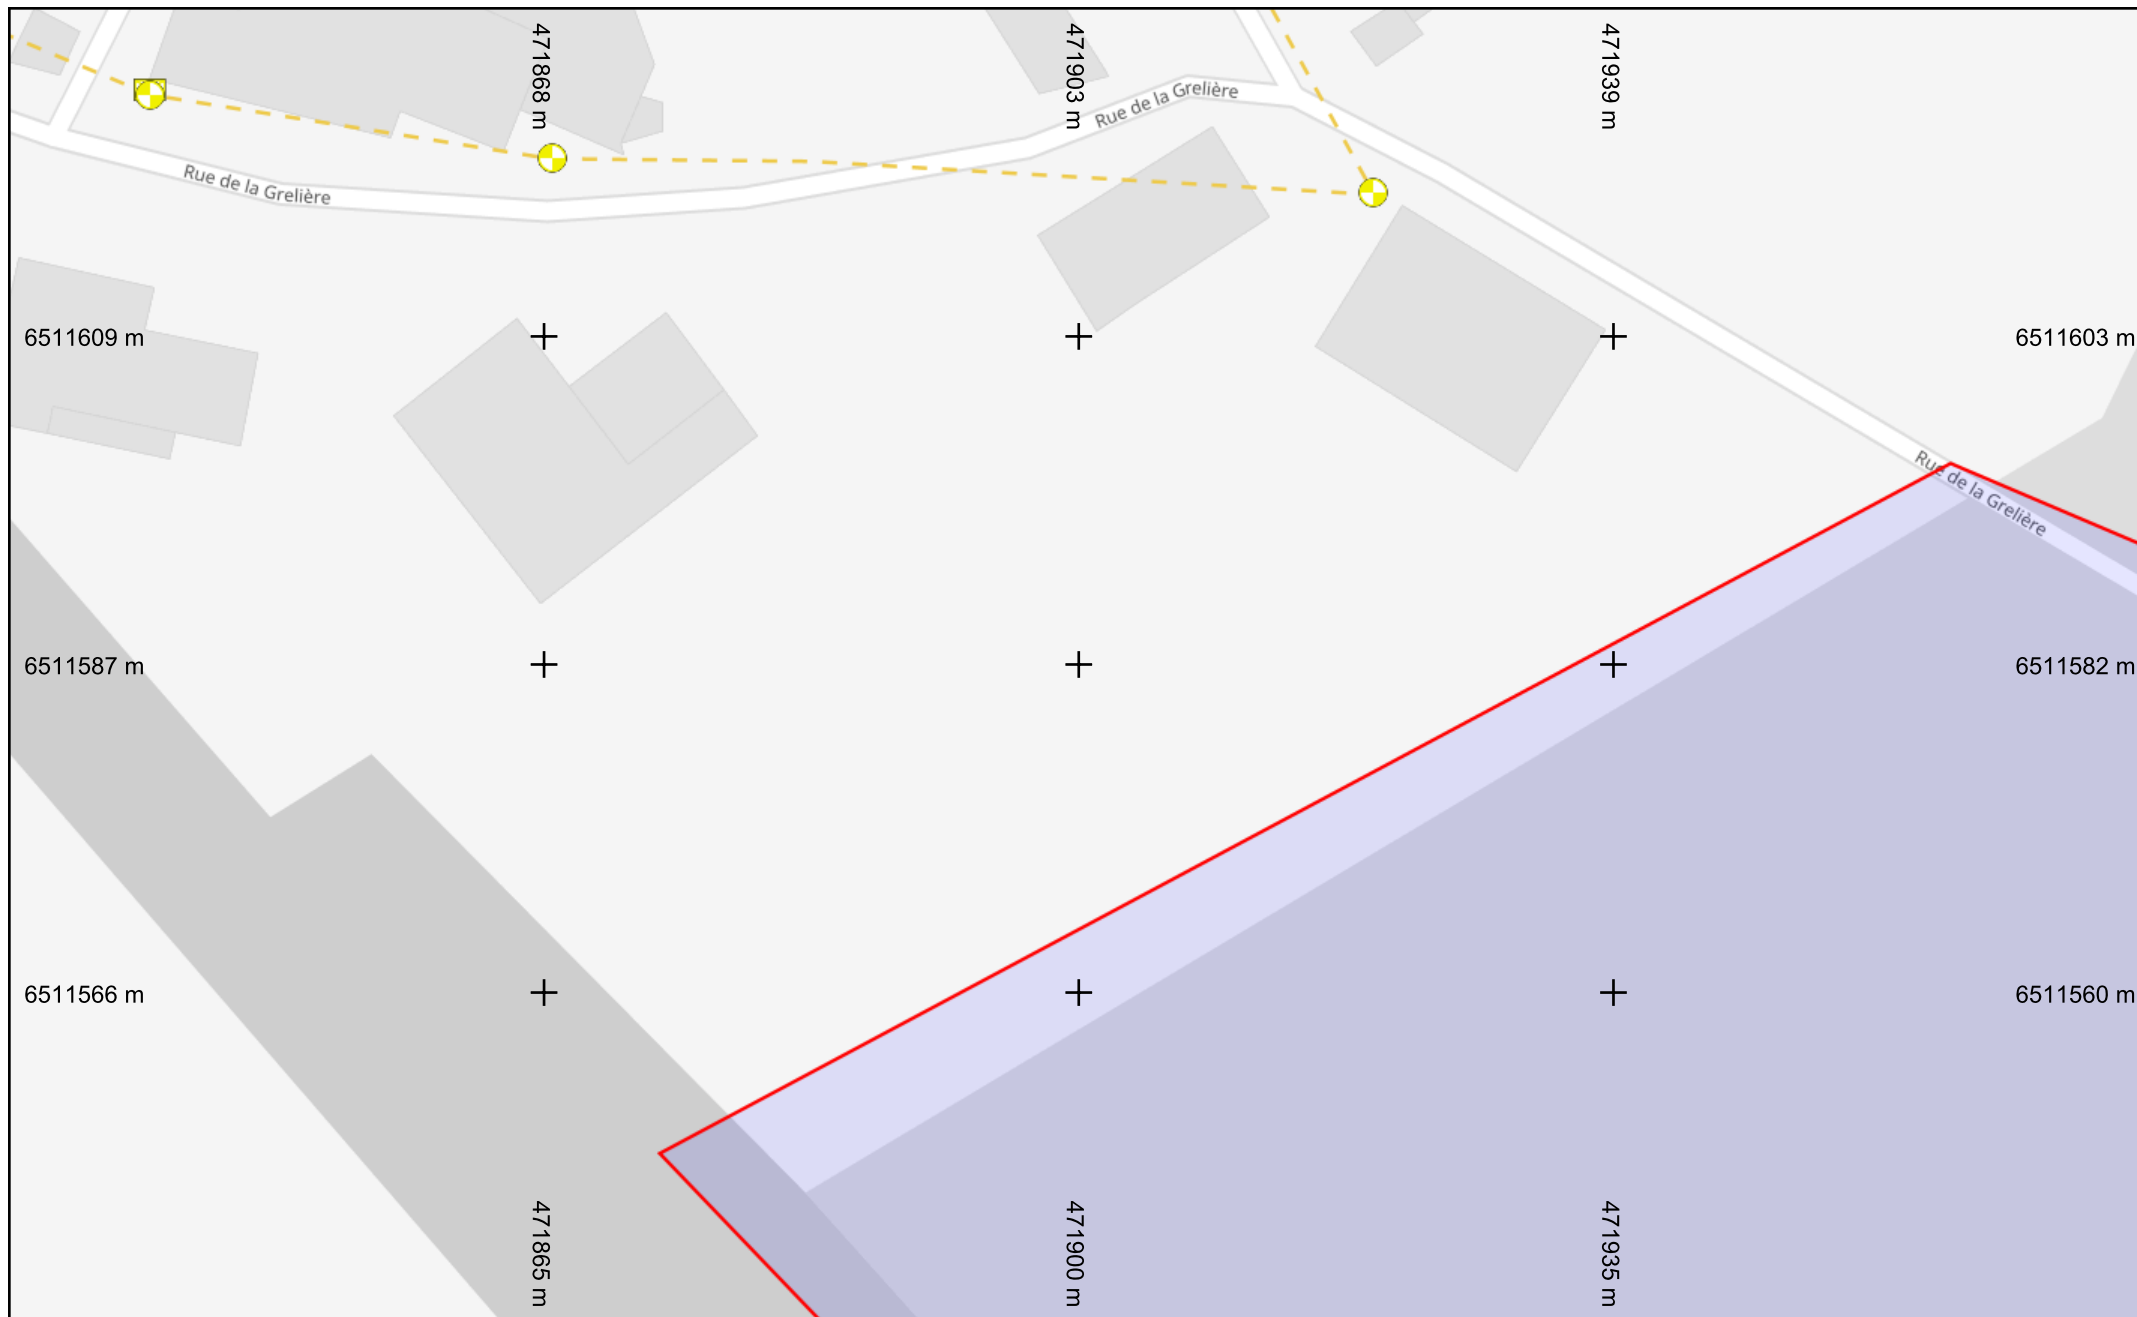 471868 m
471903 m
471939 m
Rue de la Grelière
Rue de la Grelière
6511609 m
6511603 m
Rue de la Grelière
6511587 m
6511582 m
6511566 m
6511560 m
471865 m
471900 m
471935 m